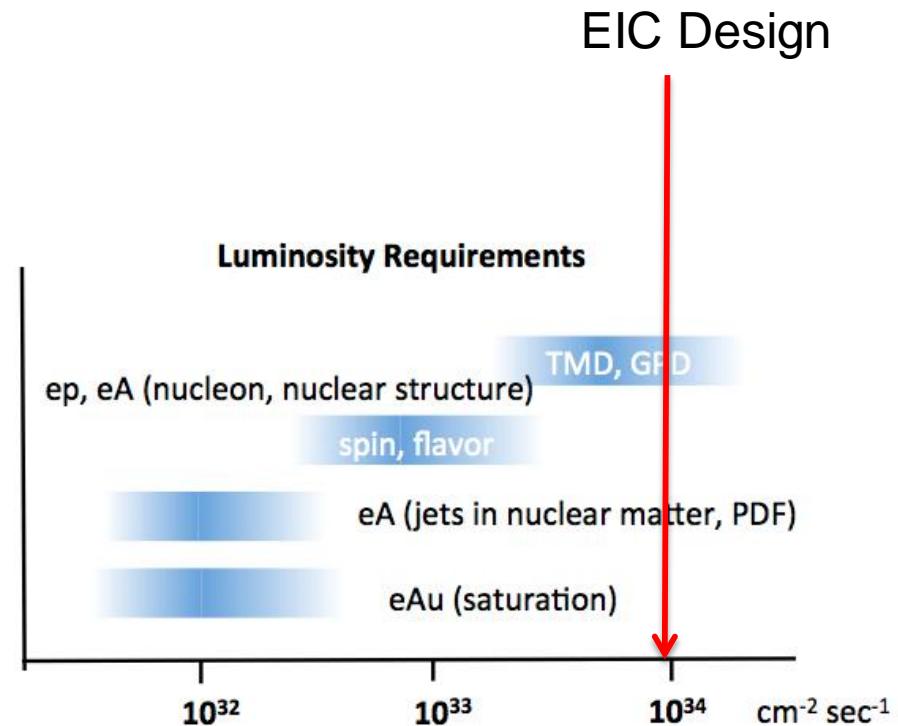 EIC Design
Luminosity Requirements
TMD, GPD
ep, eA (nucleon, nuclear structure)
spin, flavor
eA (jets in nuclear matter, PDF)
eAu (saturation)
10³² 10³³ 10³⁴ cm⁻² sec⁻¹